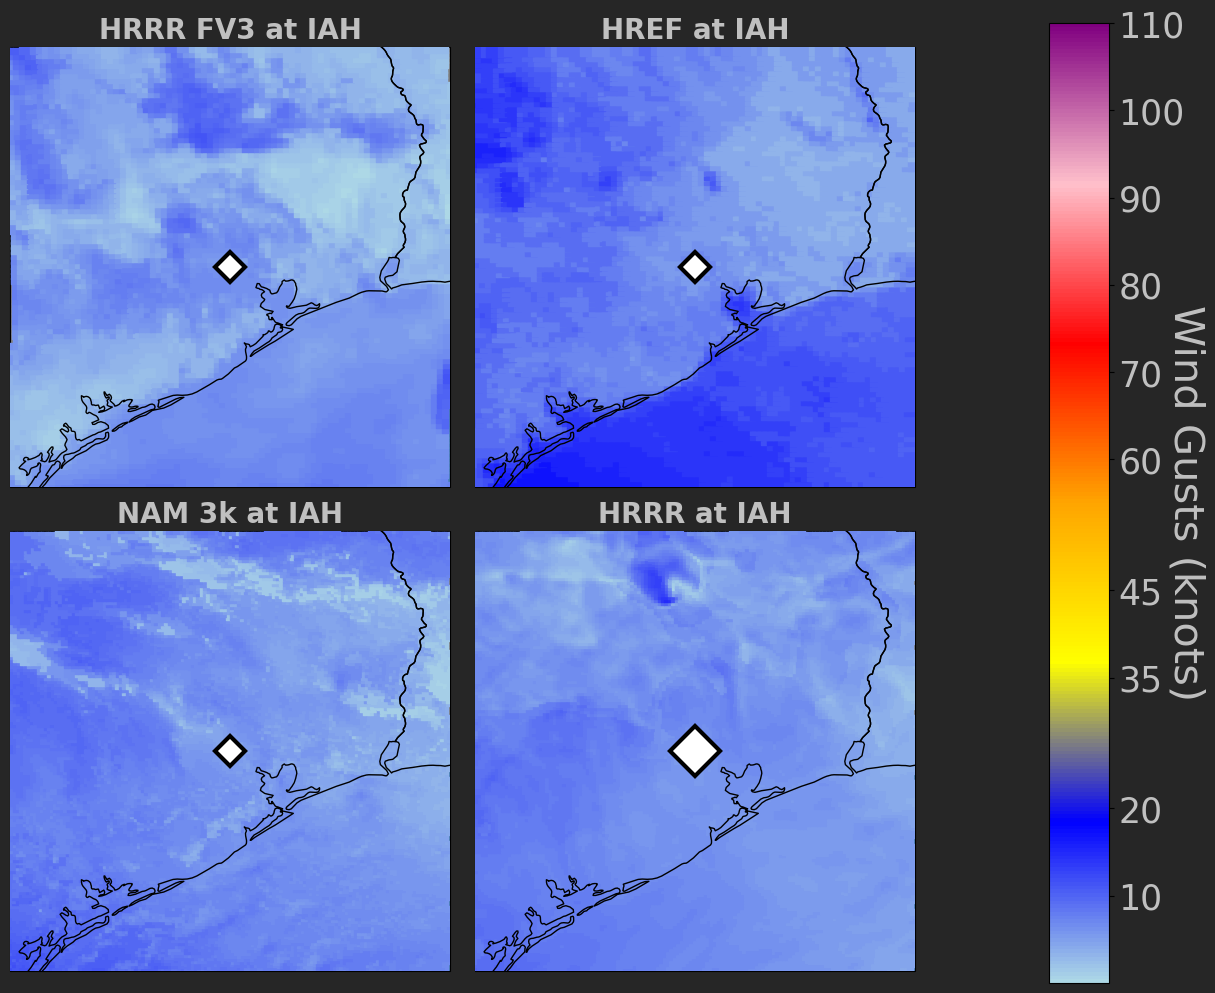 HRRR FV3 at IAH
HREF at IAH
NAM 3k at IAH
HRRR at IAH
110
100
90
80
70
60
45
35
20
10
Wind Gusts (knots)